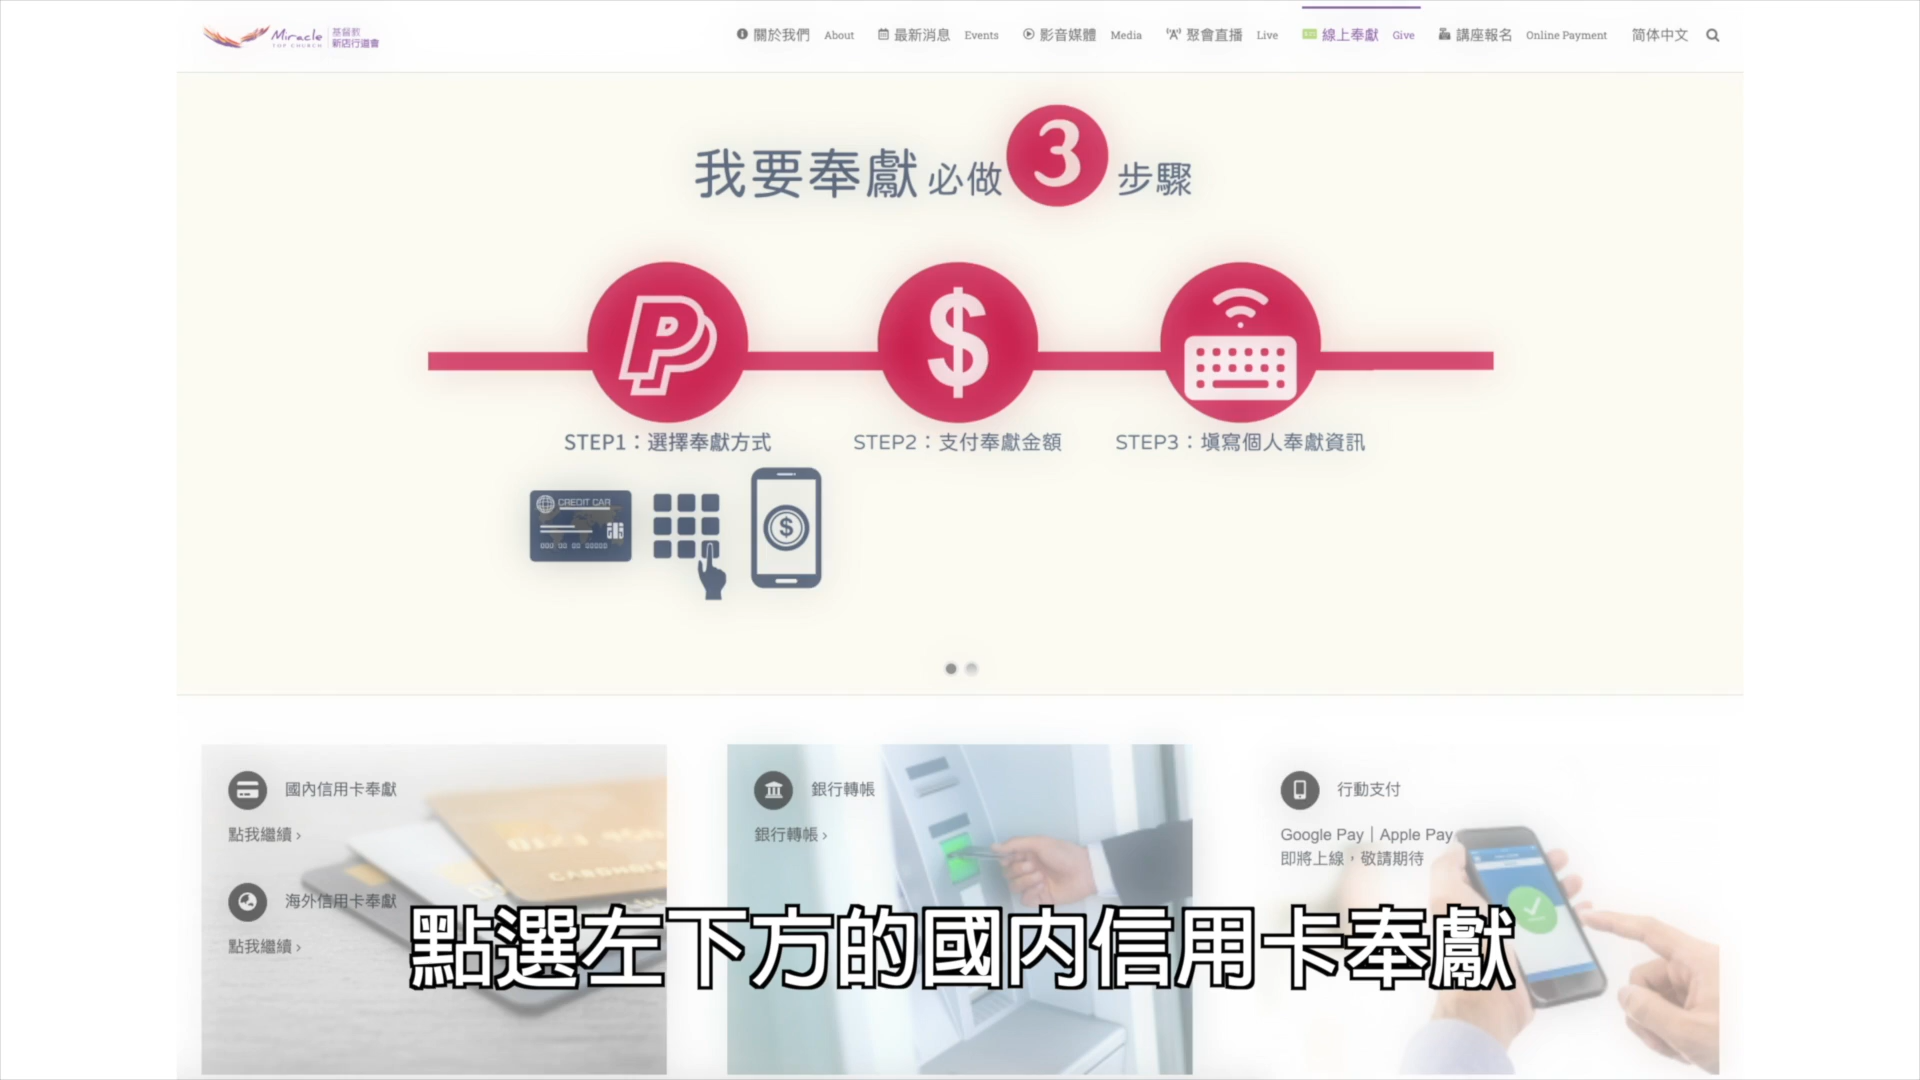 Miracle
TOP CHURCH
基督教
新店行道會
關於我們 About 最新消息 Events 影音媒體 Media 聚會直播 Live 線上奉獻 Give 講座報名 Online Payment 简体中文
我要奉獻必做3步驟
STEP1：選擇奉獻方式 STEP2：支付奉獻金額 STEP3：填寫個人奉獻資訊
CREDIT CAR
國內信用卡奉獻
點我繼續 ›
海外信用卡奉獻
點我繼續 ›
銀行轉帳
銀行轉帳 ›
行動支付
Google Pay｜Apple Pay
即將上線，敬請期待
點選左下方的國內信用卡奉獻